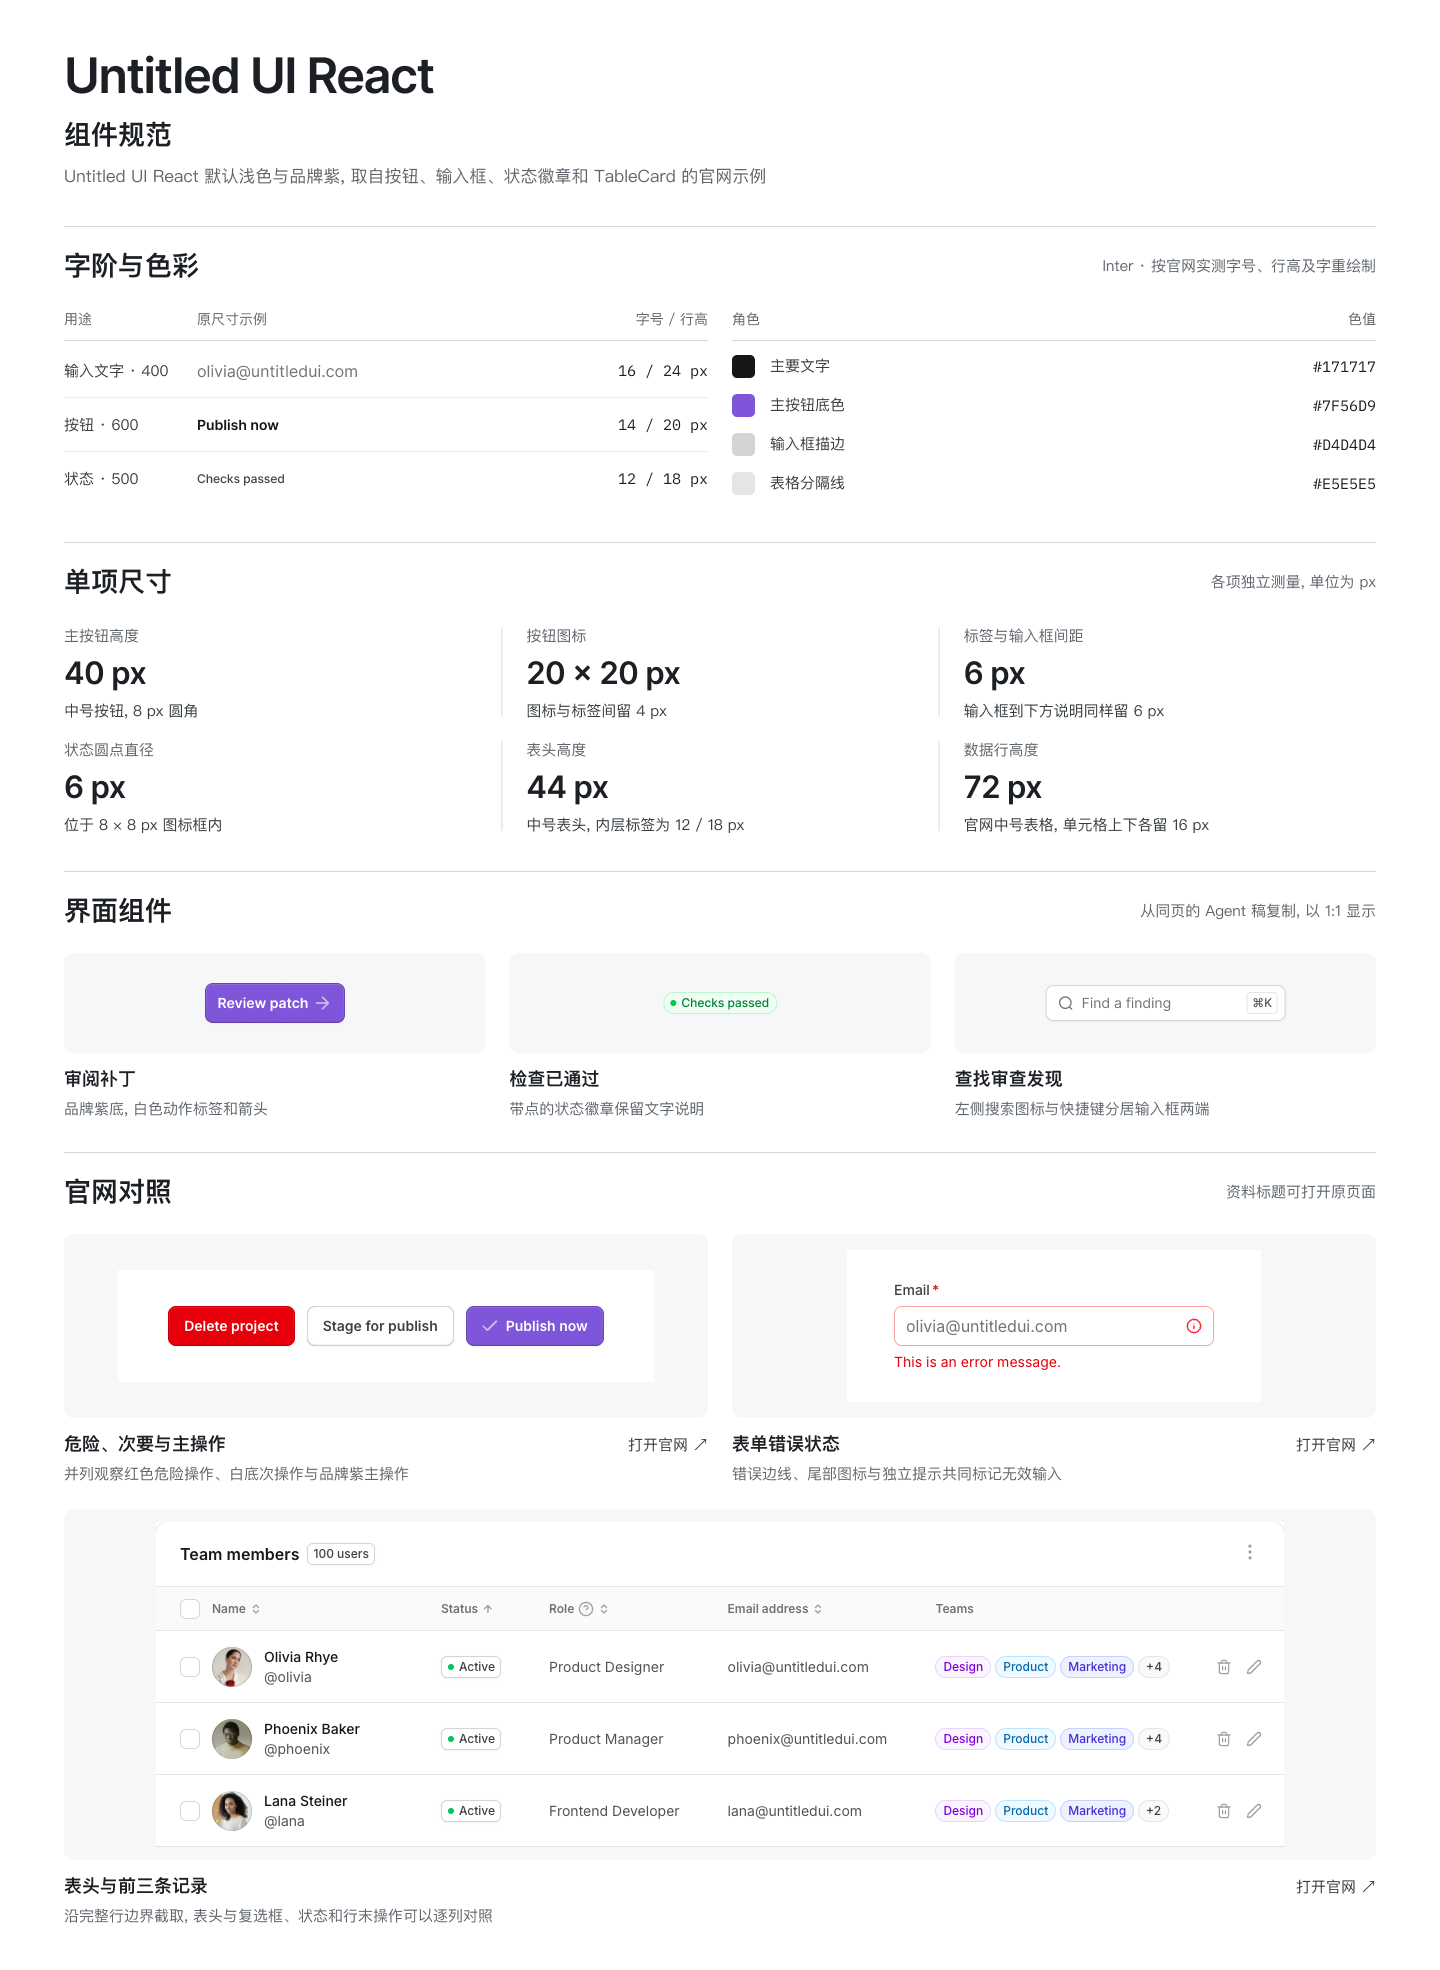 Untitled UI React
组件规范
Untitled UI React 默认浅色与品牌紫, 取自按钮、输入框、状态徽章和 TableCard 的官网示例
字阶与色彩
Inter · 按官网实测字号、行高及字重绘制
用途 原尺寸示例 字号 / 行高
输入文字 · 400 olivia@untitledui.com 16 / 24 px
按钮 · 600 Publish now 14 / 20 px
状态 · 500 Checks passed 12 / 18 px
角色 色值
主要文字 #171717
主按钮底色 #7F56D9
输入框描边 #D4D4D4
表格分隔线 #E5E5E5
单项尺寸
各项独立测量, 单位为 px
主按钮高度
40 px
中号按钮, 8 px 圆角
按钮图标
20 × 20 px
图标与标签间留 4 px
标签与输入框间距
6 px
输入框到下方说明同样留 6 px
状态圆点直径
6 px
位于 8 × 8 px 图标框内
表头高度
44 px
中号表头, 内层标签为 12 / 18 px
数据行高度
72 px
官网中号表格, 单元格上下各留 16 px
界面组件
从同页的 Agent 稿复制, 以 1:1 显示
Review patch
审阅补丁
品牌紫底, 白色动作标签和箭头
Checks passed
检查已通过
带点的状态徽章保留文字说明
Find a finding ⌘K
查找审查发现
左侧搜索图标与快捷键分居输入框两端
官网对照
资料标题可打开原页面
Delete project Stage for publish Publish now
危险、次要与主操作 打开官网 ↗
并列观察红色危险操作、白底次操作与品牌紫主操作
Email *
olivia@untitledui.com
This is an error message.
表单错误状态 打开官网 ↗
错误边线、尾部图标与独立提示共同标记无效输入
Team members 100 users
Name Status Role Email address Teams
Olivia Rhye
@olivia
Active Product Designer olivia@untitledui.com Design Product Marketing +4
Phoenix Baker
@phoenix
Active Product Manager phoenix@untitledui.com Design Product Marketing +4
Lana Steiner
@lana
Active Frontend Developer lana@untitledui.com Design Product Marketing +2
表头与前三条记录 打开官网 ↗
沿完整行边界截取, 表头与复选框、状态和行末操作可以逐列对照